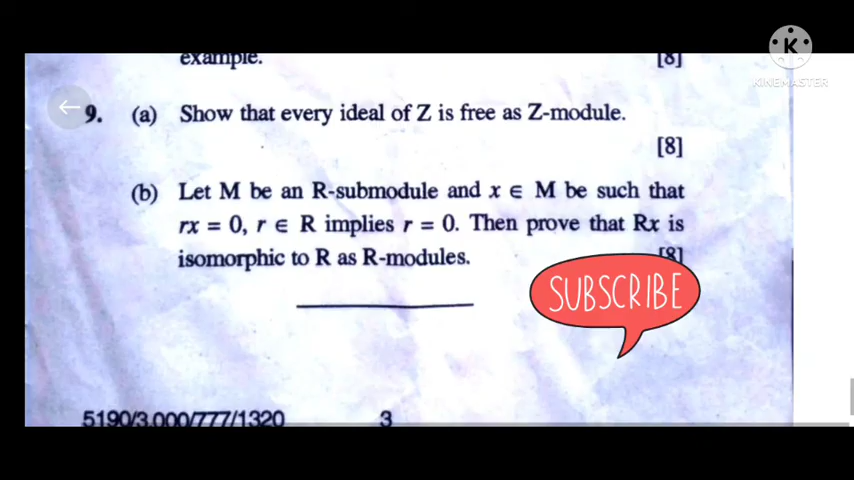 KINEMASTER
example. [8]
9. (a) Show that every ideal of Z is free as Z-module.
[8]
(b) Let M be an R-submodule and x ∈ M be such that
rx = 0, r ∈ R implies r = 0. Then prove that Rx is
isomorphic to R as R-modules. [8]
SUBSCRIBE
5190/3,000/777/1320 3